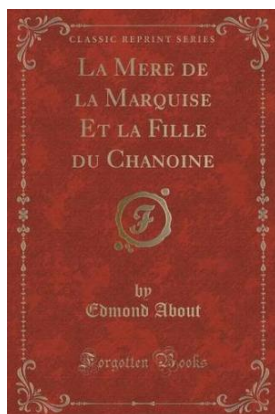 CLASSIC REPRINT SERIES
LA MERE DE
LA MARQUISE
ET LA FILLE
DU CHANOINE
F
by
Edmond About
Forgotten Books